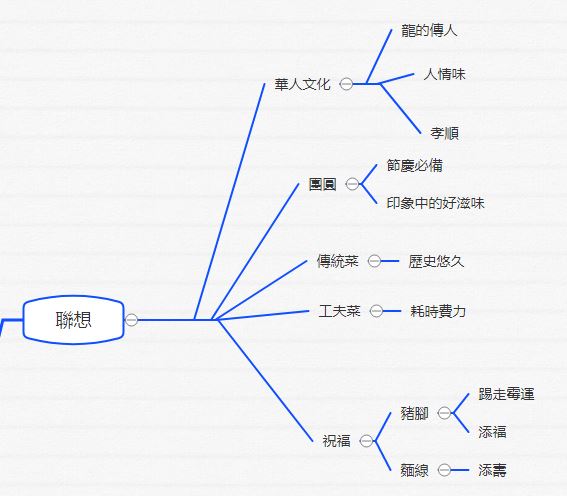 龍的傳人
華人文化
人情味
孝順
節慶必備
團圓
印象中的好滋味
傳統菜
歷史悠久
聯想
工夫菜
耗時費力
踢走霉運
豬腳
添福
祝福
麵線
添壽